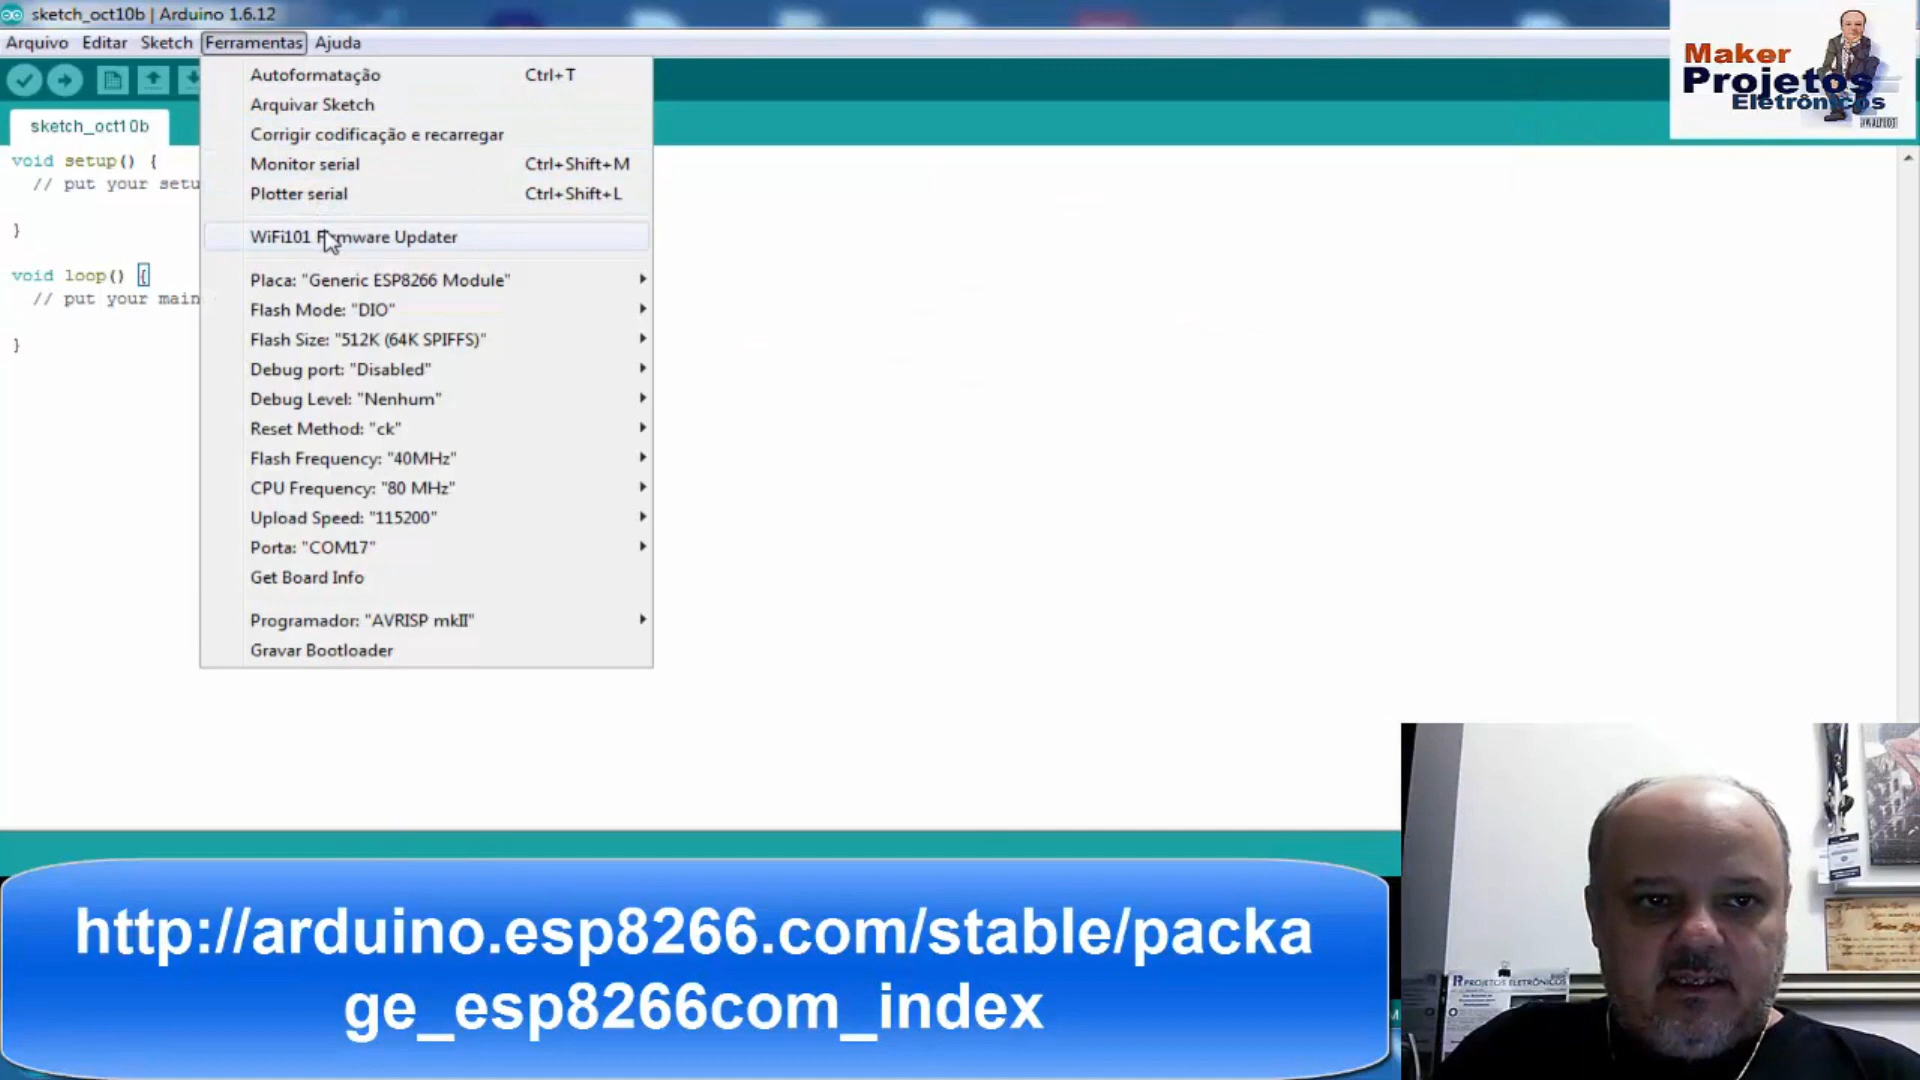 sketch_oct10b | Arduino 1.6.12
Arquivo Editar Sketch Ferramentas Ajuda
Maker
Projetos
Eletrônicos
sketch_oct10b
void setup() {
// put your setu
}
void loop() {
// put your main
}
Autoformatação Ctrl+T
Arquivar Sketch
Corrigir codificação e recarregar
Monitor serial Ctrl+Shift+M
Plotter serial Ctrl+Shift+L
WiFi101 Firmware Updater
Placa: "Generic ESP8266 Module"
Flash Mode: "DIO"
Flash Size: "512K (64K SPIFFS)"
Debug port: "Disabled"
Debug Level: "Nenhum"
Reset Method: "ck"
Flash Frequency: "40MHz"
CPU Frequency: "80 MHz"
Upload Speed: "115200"
Porta: "COM17"
Get Board Info
Programador: "AVRISP mkII"
Gravar Bootloader
http://arduino.esp8266.com/stable/packa
ge_esp8266com_index
PROJETOS ELETRÔNICOS